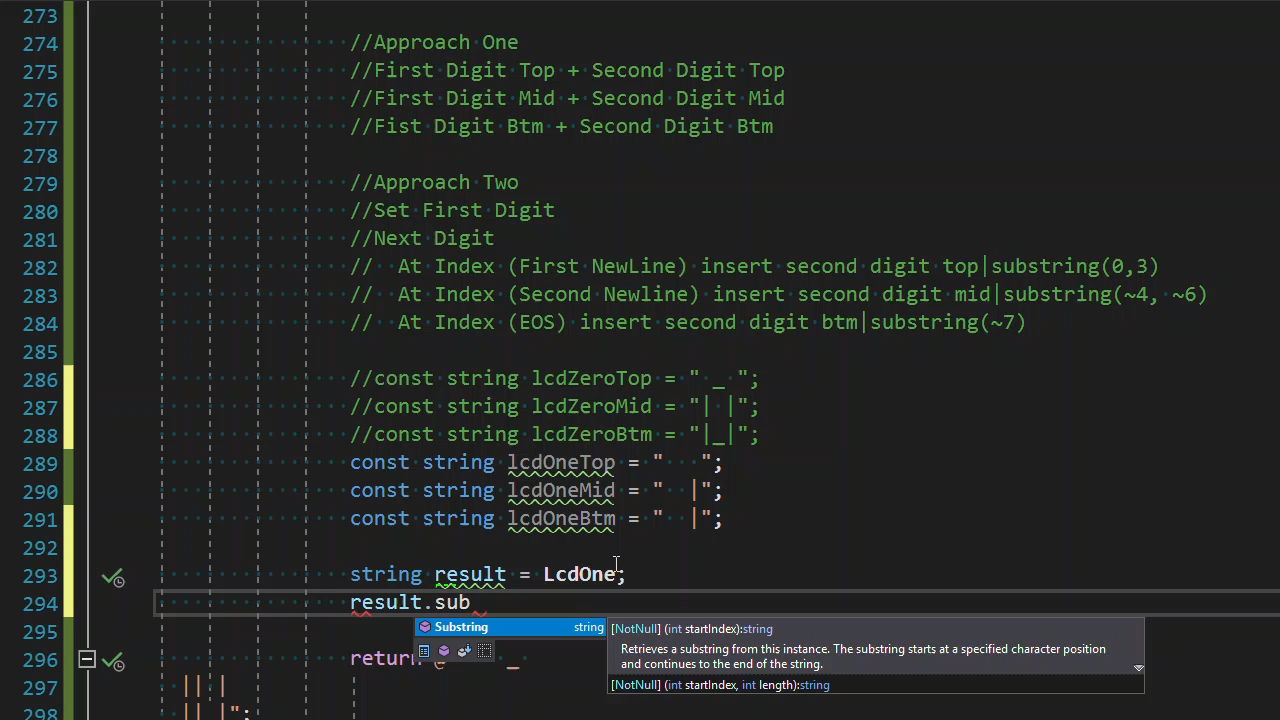 273
274 //Approach One
275 //First Digit Top + Second Digit Top
276 //First Digit Mid + Second Digit Mid
277 //Fist Digit Btm + Second Digit Btm
278
279 //Approach Two
280 //Set First Digit
281 //Next Digit
282 //  At Index (First NewLine) insert second digit top|substring(0,3)
283 //  At Index (Second Newline) insert second digit mid|substring(~4, ~6)
284 //  At Index (EOS) insert second digit btm|substring(~7)
285
286 //const string lcdZeroTop = " _ ";
287 //const string lcdZeroMid = "| |";
288 //const string lcdZeroBtm = "|_|";
289 const string lcdOneTop = "   ";
290 const string lcdOneMid = "  |";
291 const string lcdOneBtm = "  |";
292
293 string result = LcdOne;
294 result.sub
295 Substring string [NotNull] (int startIndex):string
Retrieves a substring from this instance. The substring starts at a specified character position
and continues to the end of the string.
[NotNull] (int startIndex, int length):string
296 return @ _
297 || |
298 ||_|";